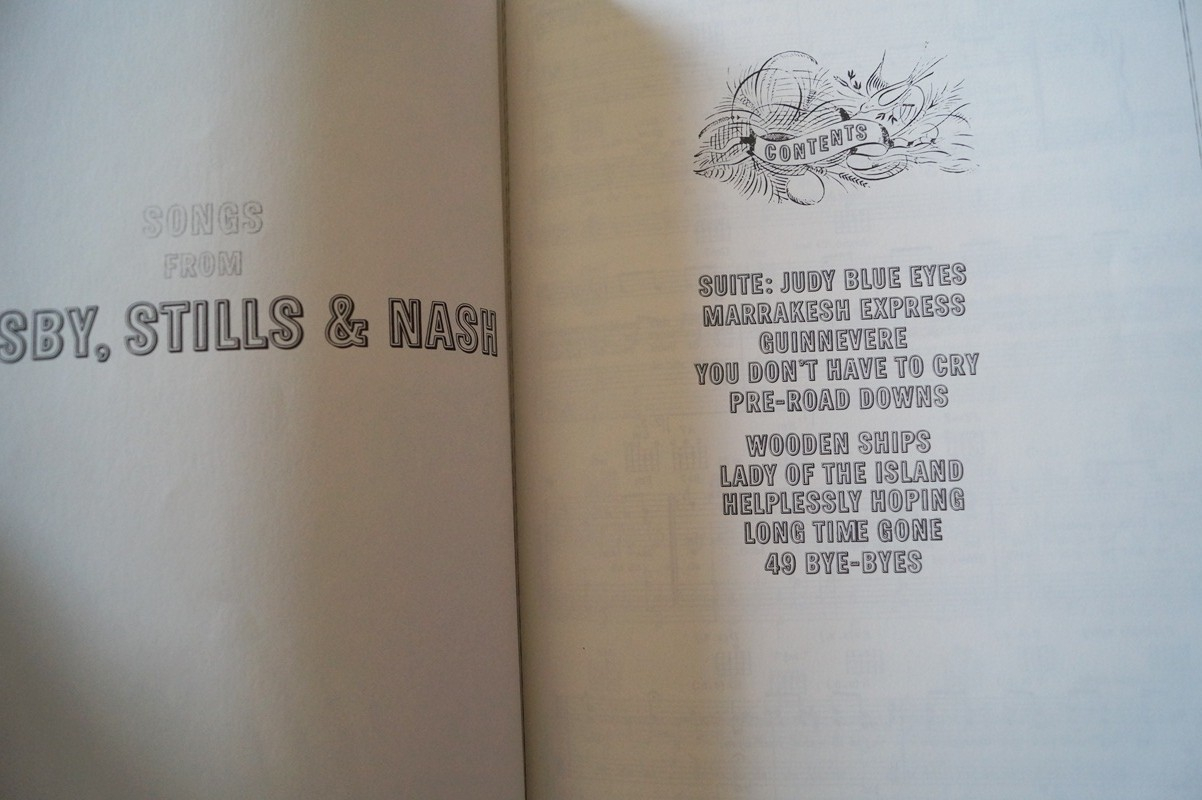 SONGS
FROM
SBY, STILLS & NASH
CONTENTS
SUITE: JUDY BLUE EYES
MARRAKESH EXPRESS
GUINNEVERE
YOU DON'T HAVE TO CRY
PRE-ROAD DOWNS
WOODEN SHIPS
LADY OF THE ISLAND
HELPLESSLY HOPING
LONG TIME GONE
49 BYE-BYES